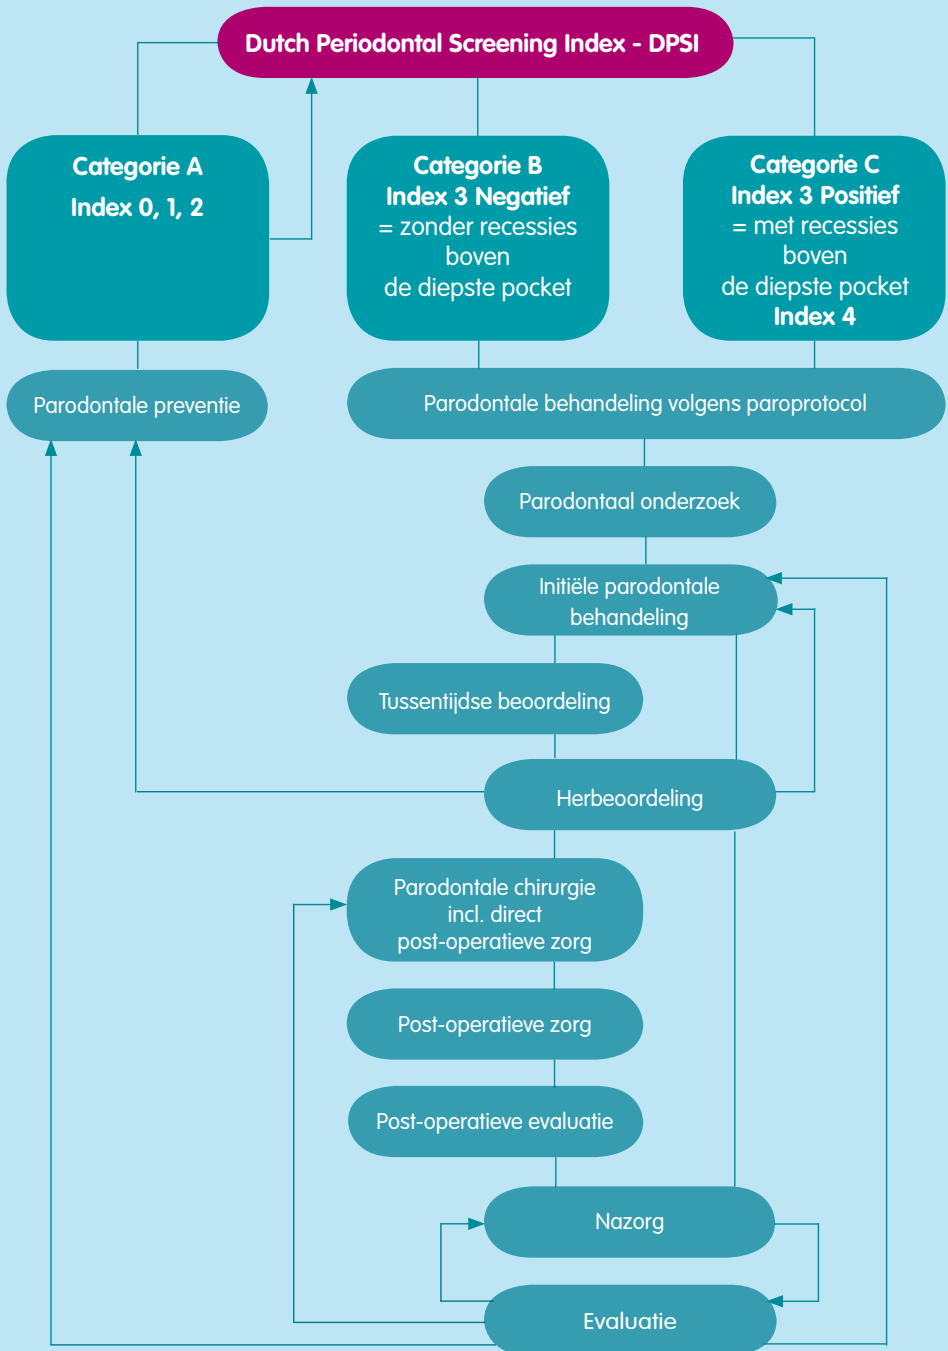 Dutch Periodontal Screening Index - DPSI
Categorie A
Index 0, 1, 2
Categorie B
Index 3 Negatief
= zonder recessies
boven
de diepste pocket
Categorie C
Index 3 Positief
= met recessies
boven
de diepste pocket
Index 4
Parodontale preventie
Parodontale behandeling volgens paroprotocol
Parodontaal onderzoek
Initiële parodontale
behandeling
Tussentijdse beoordeling
Herbeoordeling
Parodontale chirurgie
incl. direct
post-operatieve zorg
Post-operatieve zorg
Post-operatieve evaluatie
Nazorg
Evaluatie